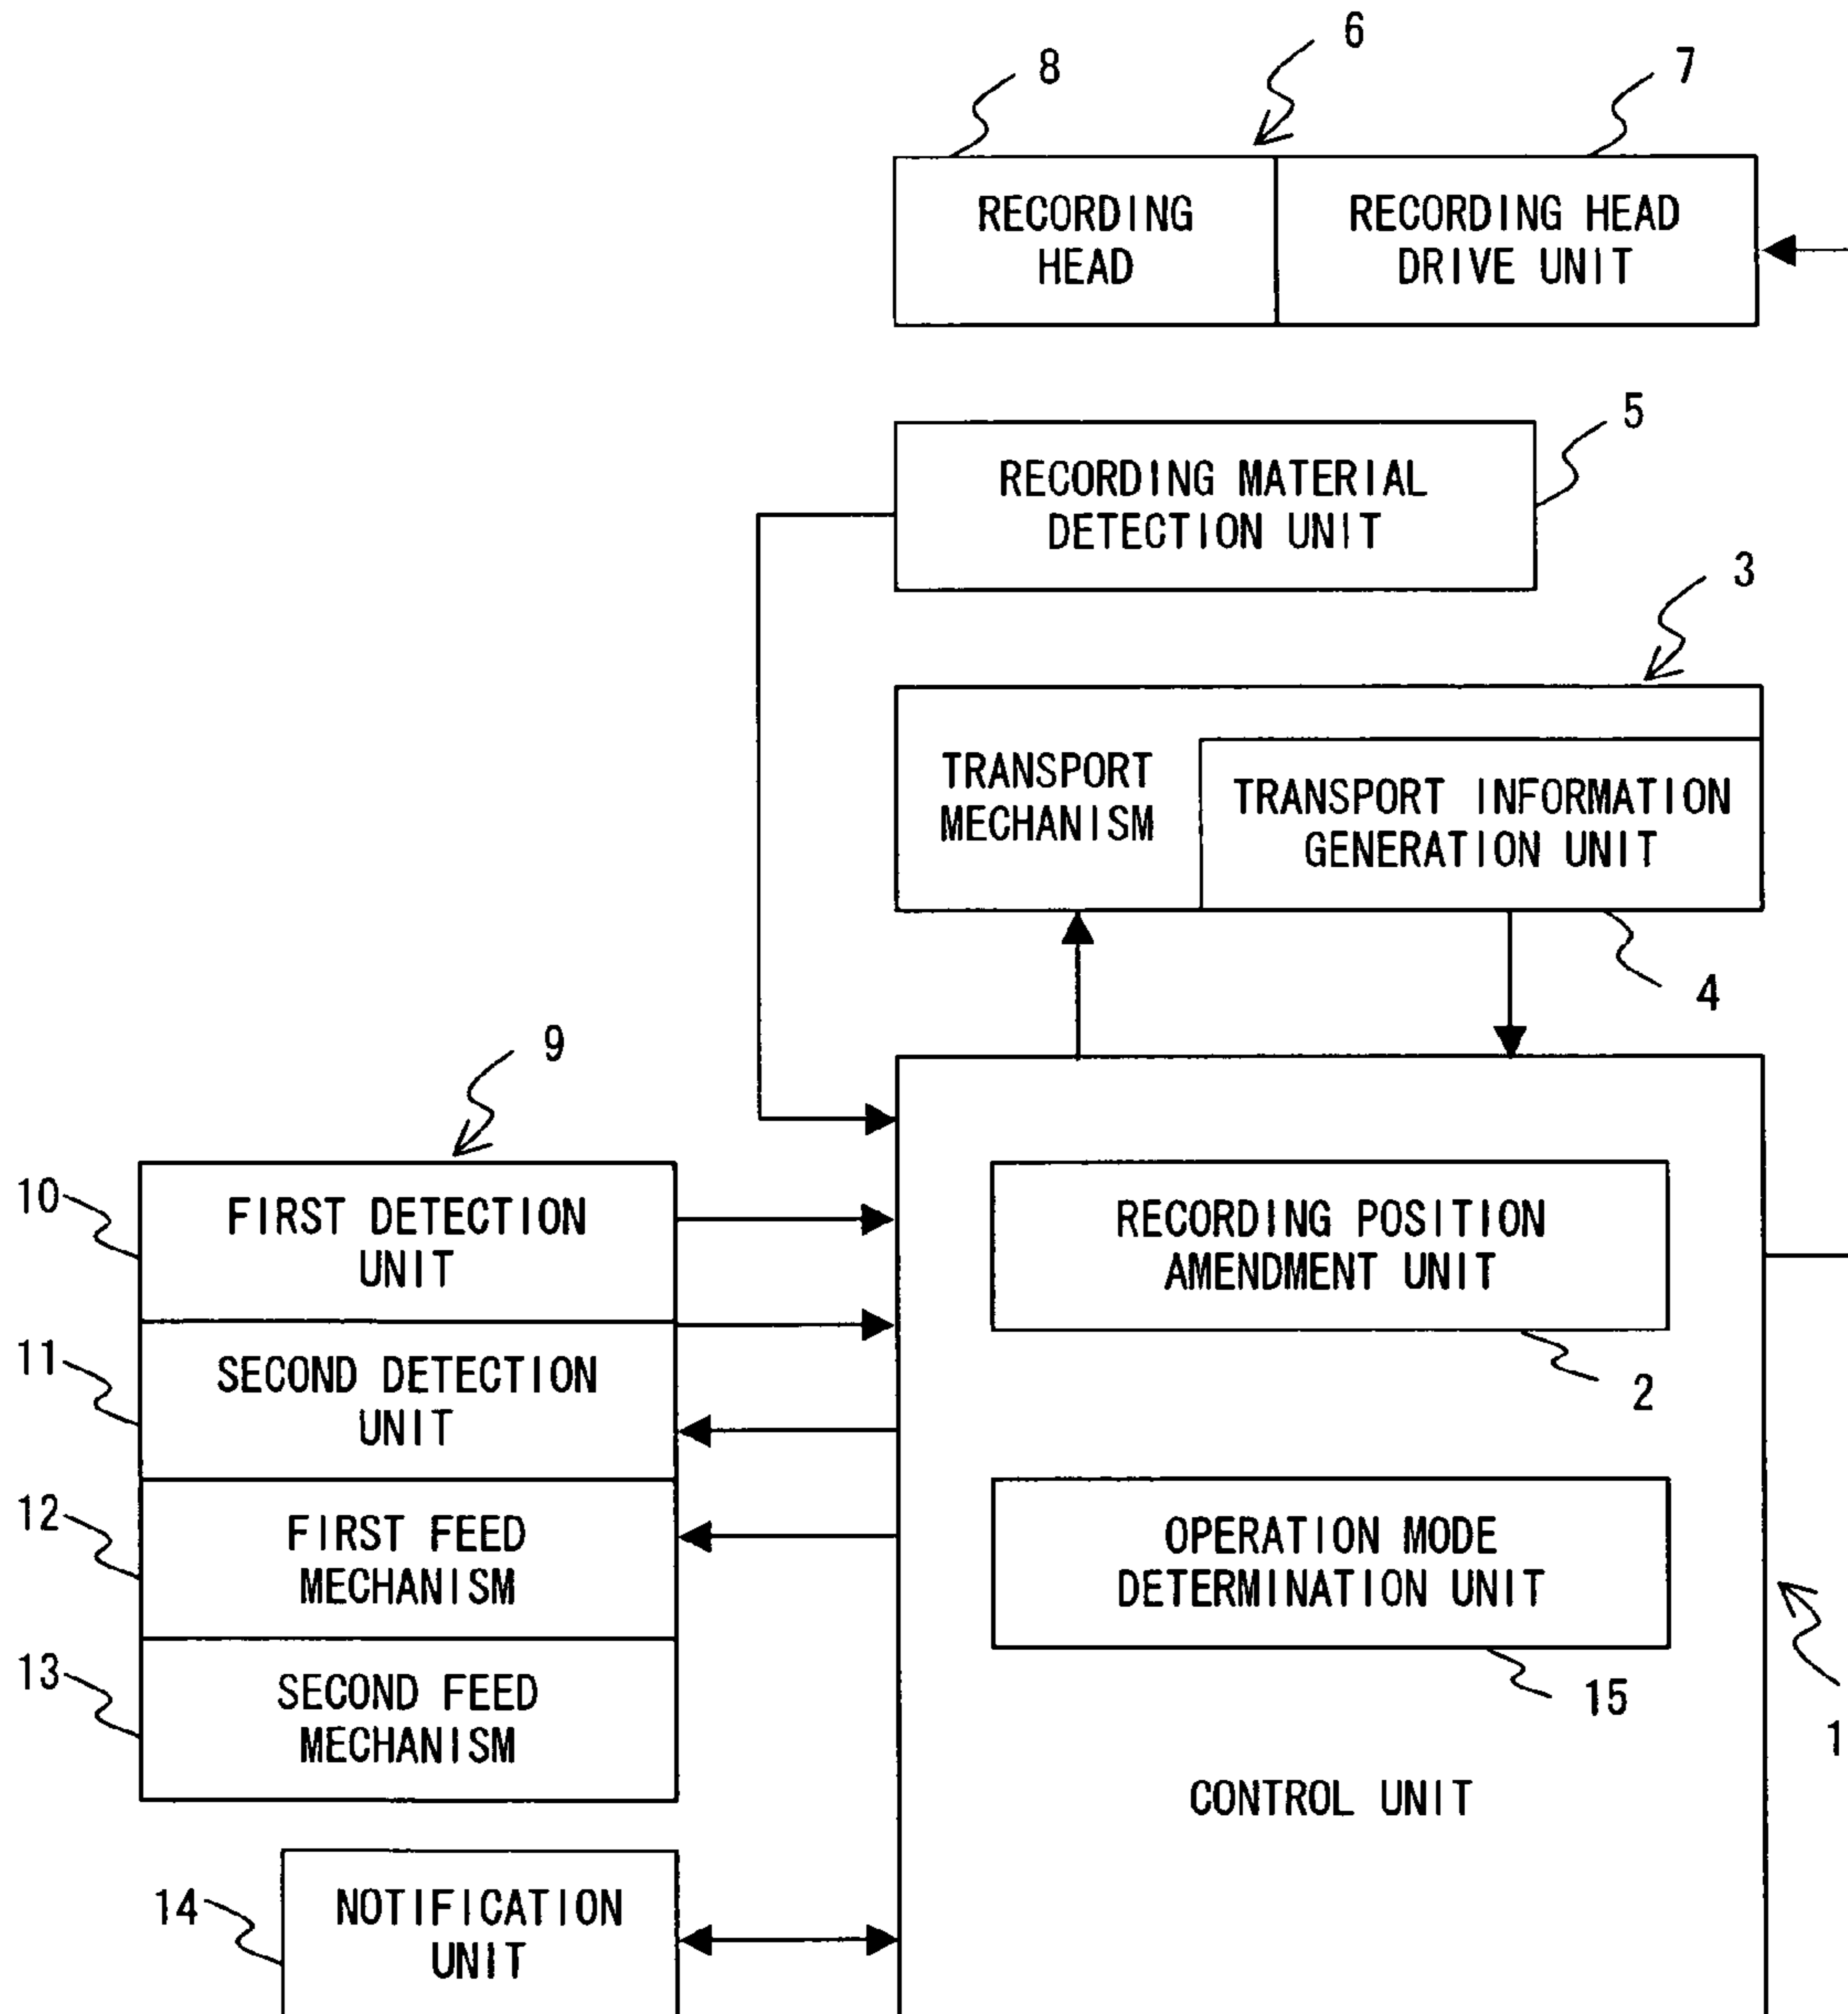 6
8
7
RECORDING
HEAD
RECORDING HEAD
DRIVE UNIT
5
RECORDING MATERIAL
DETECTION UNIT
3
TRANSPORT
MECHANISM
TRANSPORT INFORMATION
GENERATION UNIT
4
9
10
FIRST DETECTION
UNIT
RECORDING POSITION
AMENDMENT UNIT
11
SECOND DETECTION
UNIT
2
12
FIRST FEED
MECHANISM
OPERATION MODE
DETERMINATION UNIT
13
SECOND FEED
MECHANISM
15
1
CONTROL UNIT
14
NOTIFICATION
UNIT